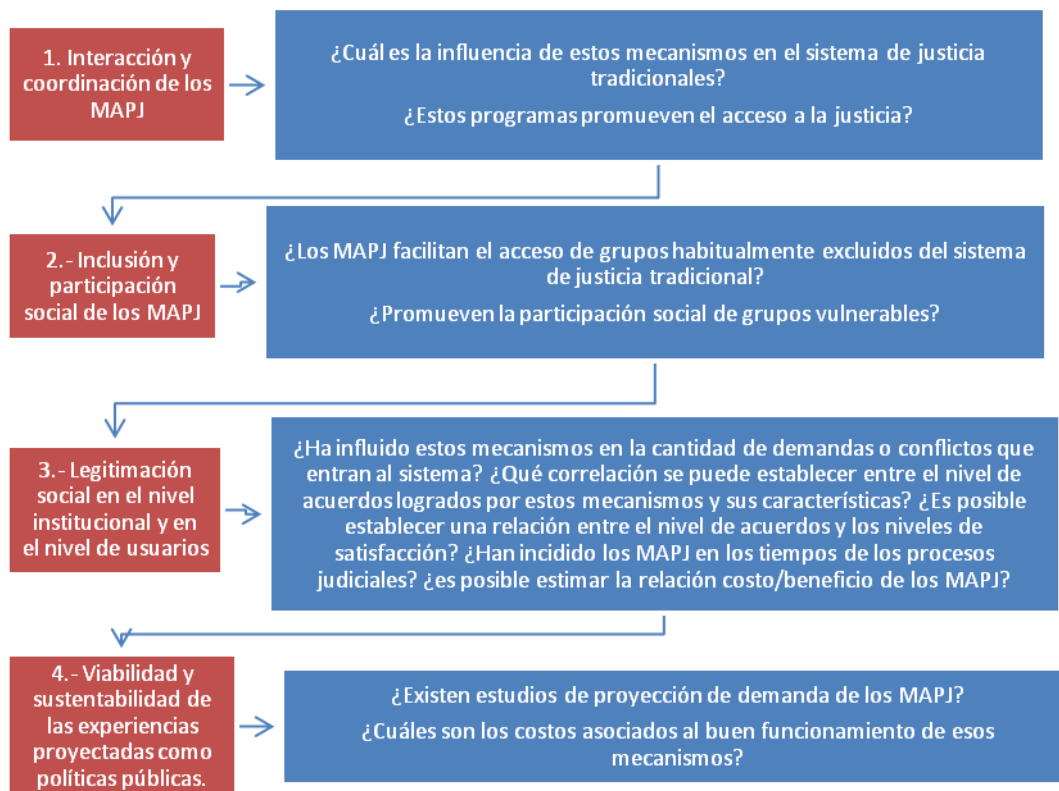 1. Interacción y
coordinación de los
MAPJ
¿Cuál es la influencia de estos mecanismos en el sistema de justicia
tradicionales?
¿Estos programas promueven el acceso a la justicia?
2.- Inclusión y
participación
social de los MAPJ
¿Los MAPJ facilitan el acceso de grupos habitualmente excluidos del sistema
de justicia tradicional?
¿Promueven la participación social de grupos vulnerables?
3.- Legitimación
social en el nivel
institucional y en
el nivel de usuarios
¿Ha influido estos mecanismos en la cantidad de demandas o conflictos que
entran al sistema? ¿Qué correlación se puede establecer entre el nivel de
acuerdos logrados por estos mecanismos y sus características? ¿Es posible
establecer una relación entre el nivel de acuerdos y los niveles de
satisfacción? ¿Han incidido los MAPJ en los tiempos de los procesos
judiciales? ¿es posible estimar la relación costo/beneficio de los MAPJ?
4.- Viabilidad y
sustentabilidad de
las experiencias
proyectadas como
políticas públicas.
¿Existen estudios de proyección de demanda de los MAPJ?
¿Cuáles son los costos asociados al buen funcionamiento de esos
mecanismos?